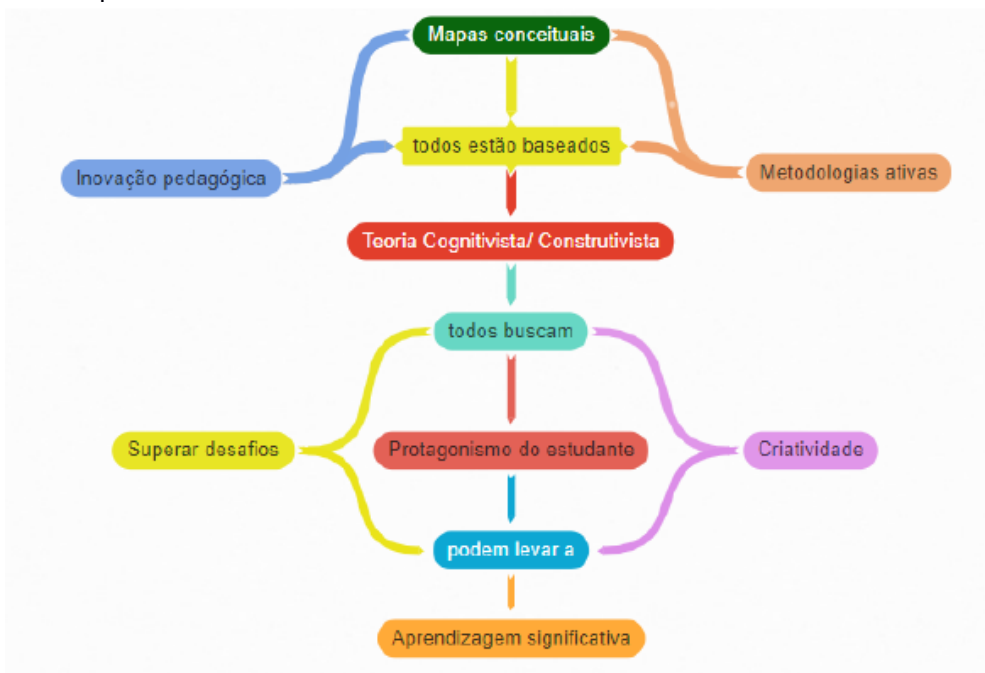 Mapas conceituais
todos estão baseados
Inovação pedagógica
Metodologias ativas
Teoria Cognitivista/ Construtivista
todos buscam
Superar desafios
Protagonismo do estudante
Criatividade
podem levar a
Aprendizagem significativa